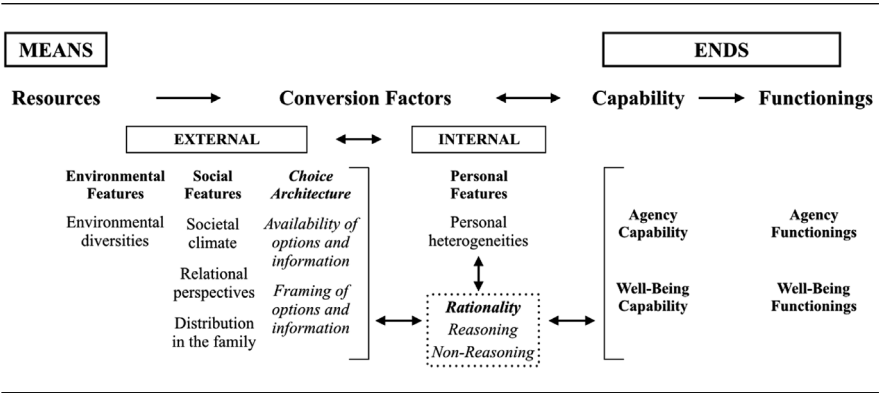 MEANS
ENDS
Resources
Conversion Factors
Capability
Functionings
EXTERNAL
INTERNAL
Environmental
Features
Environmental
diversities
Social
Features
Societal
climate
Relational
perspectives
Distribution
in the family
Choice
Architecture
Availability of
options and
information
Framing of
options and
information
Personal
Features
Personal
heterogeneities
Rationality
Reasoning
Non-Reasoning
Agency
Capability
Well-Being
Capability
Agency
Functionings
Well-Being
Functionings